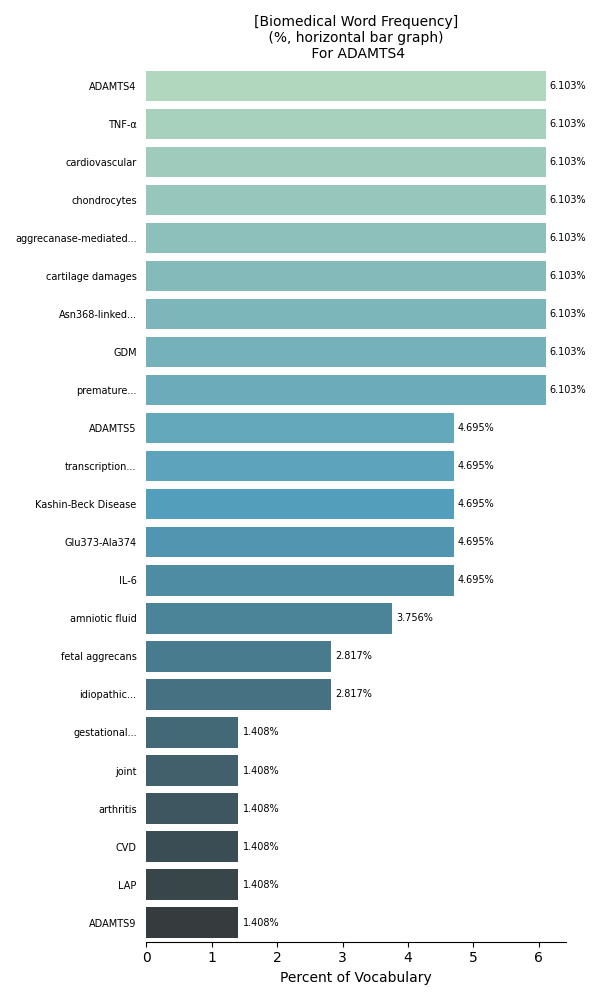 [Biomedical Word Frequency]
(%, horizontal bar graph)
For ADAMTS4
ADAMTS4 6.103%
TNF-α 6.103%
cardiovascular 6.103%
chondrocytes 6.103%
aggrecanase-mediated... 6.103%
cartilage damages 6.103%
Asn368-linked... 6.103%
GDM 6.103%
premature... 6.103%
ADAMTS5 4.695%
transcription... 4.695%
Kashin-Beck Disease 4.695%
Glu373-Ala374 4.695%
IL-6 4.695%
amniotic fluid 3.756%
fetal aggrecans 2.817%
idiopathic... 2.817%
gestational... 1.408%
joint 1.408%
arthritis 1.408%
CVD 1.408%
LAP 1.408%
ADAMTS9 1.408%
0 1 2 3 4 5 6
Percent of Vocabulary